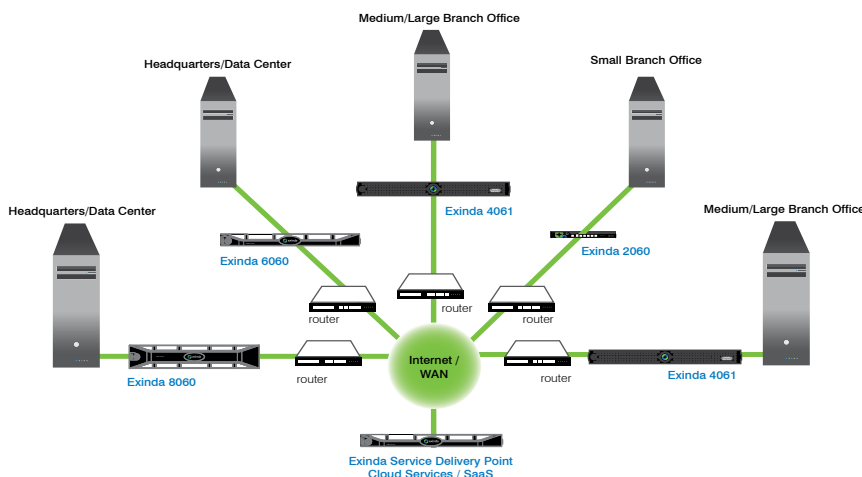 Medium/Large Branch Office
Headquarters/Data Center
Small Branch Office
Exinda 4061
Headquarters/Data Center
Medium/Large Branch Office
Exinda 6060
Exinda 2060
router
router
router
Internet /
WAN
router
router
Exinda 8060
Exinda 4061
Exinda Service Delivery Point
Cloud Services / SaaS